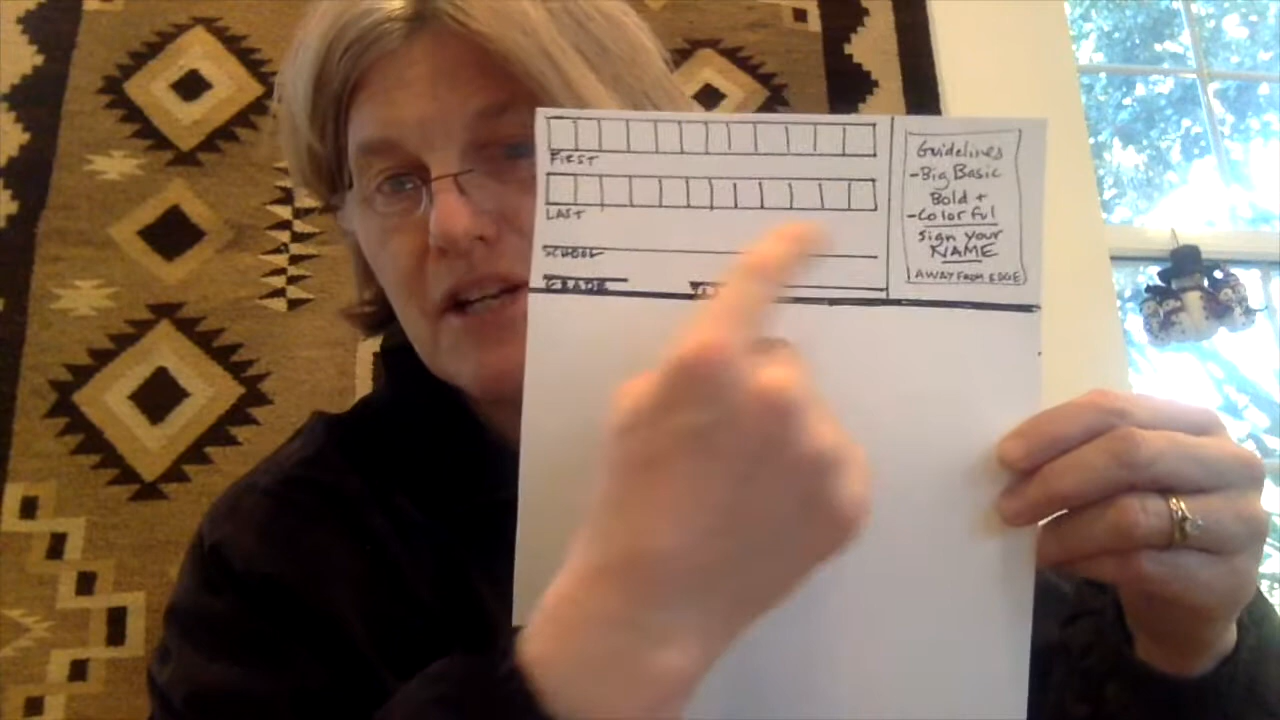 FIRST
LAST
SCHOOL
GRADE
Guidelines
-Big Basic
Bold +
-Colorful
Sign your
NAME
AWAY FROM EDGE